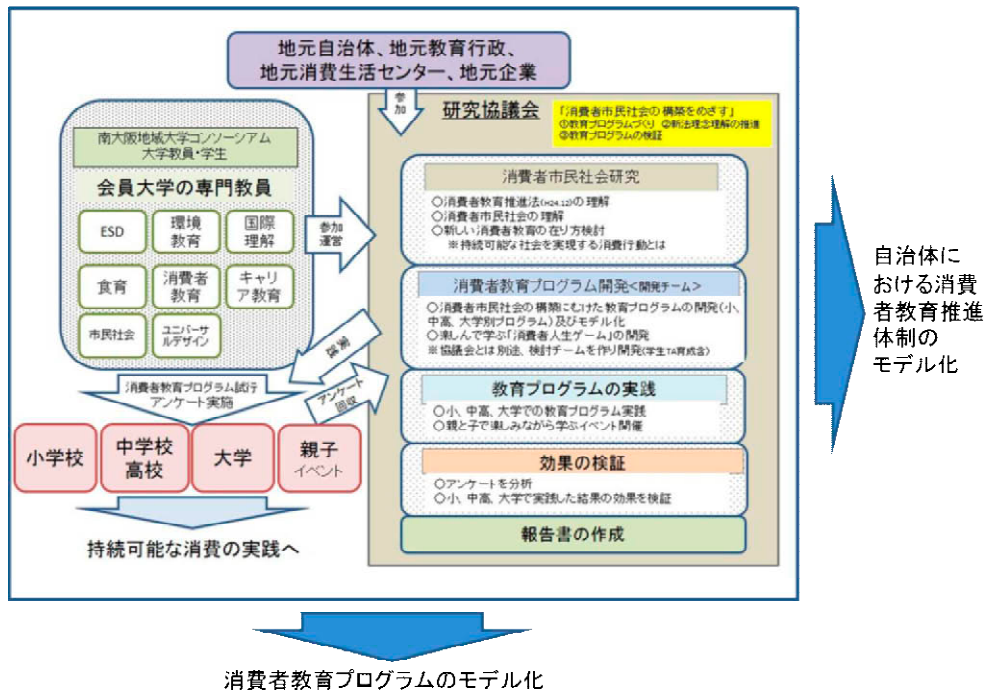 地元自治体、地元教育行政、
地元消費生活センター、地元企業
参加
研究協議会
「消費者市民社会の構築をめざす」
①教育プログラムづくり ②新法理念理解の推進
③教育プログラムの検証
南大阪地域大学コンソーシアム
大学教員・学生
会員大学の専門教員
ESD
環境
教育
国際
理解
食育
消費者
教育
キャリ
ア教育
市民社会
ユニバーサ
ルデザイン
参加
運営
消費者市民社会研究
○消費者教育推進法(H24.12)の理解
○消費者市民社会の理解
○新しい消費者教育の在り方検討
※持続可能な社会を実現する消費行動とは
消費者教育プログラム開発<開発チーム>
○消費者市民社会の構築にむけた教育プログラムの開発(小、
中高、大学別プログラム)及びモデル化
○楽しんで学ぶ「消費者人生ゲーム」の開発
※協議会とは別途、検討チームを作り開発(学生TA育成含)
実践
アンケート
回収
消費者教育プログラム試行
アンケート実施
教育プログラムの実践
○小、中高、大学での教育プログラム実践
○親と子で楽しみながら学ぶイベント開催
小学校
中学校
高校
大学
親子
イベント
効果の検証
○アンケートを分析
○小、中高、大学で実践した結果の効果を検証
報告書の作成
持続可能な消費の実践へ
自治体に
おける消費
者教育推進
体制の
モデル化
消費者教育プログラムのモデル化